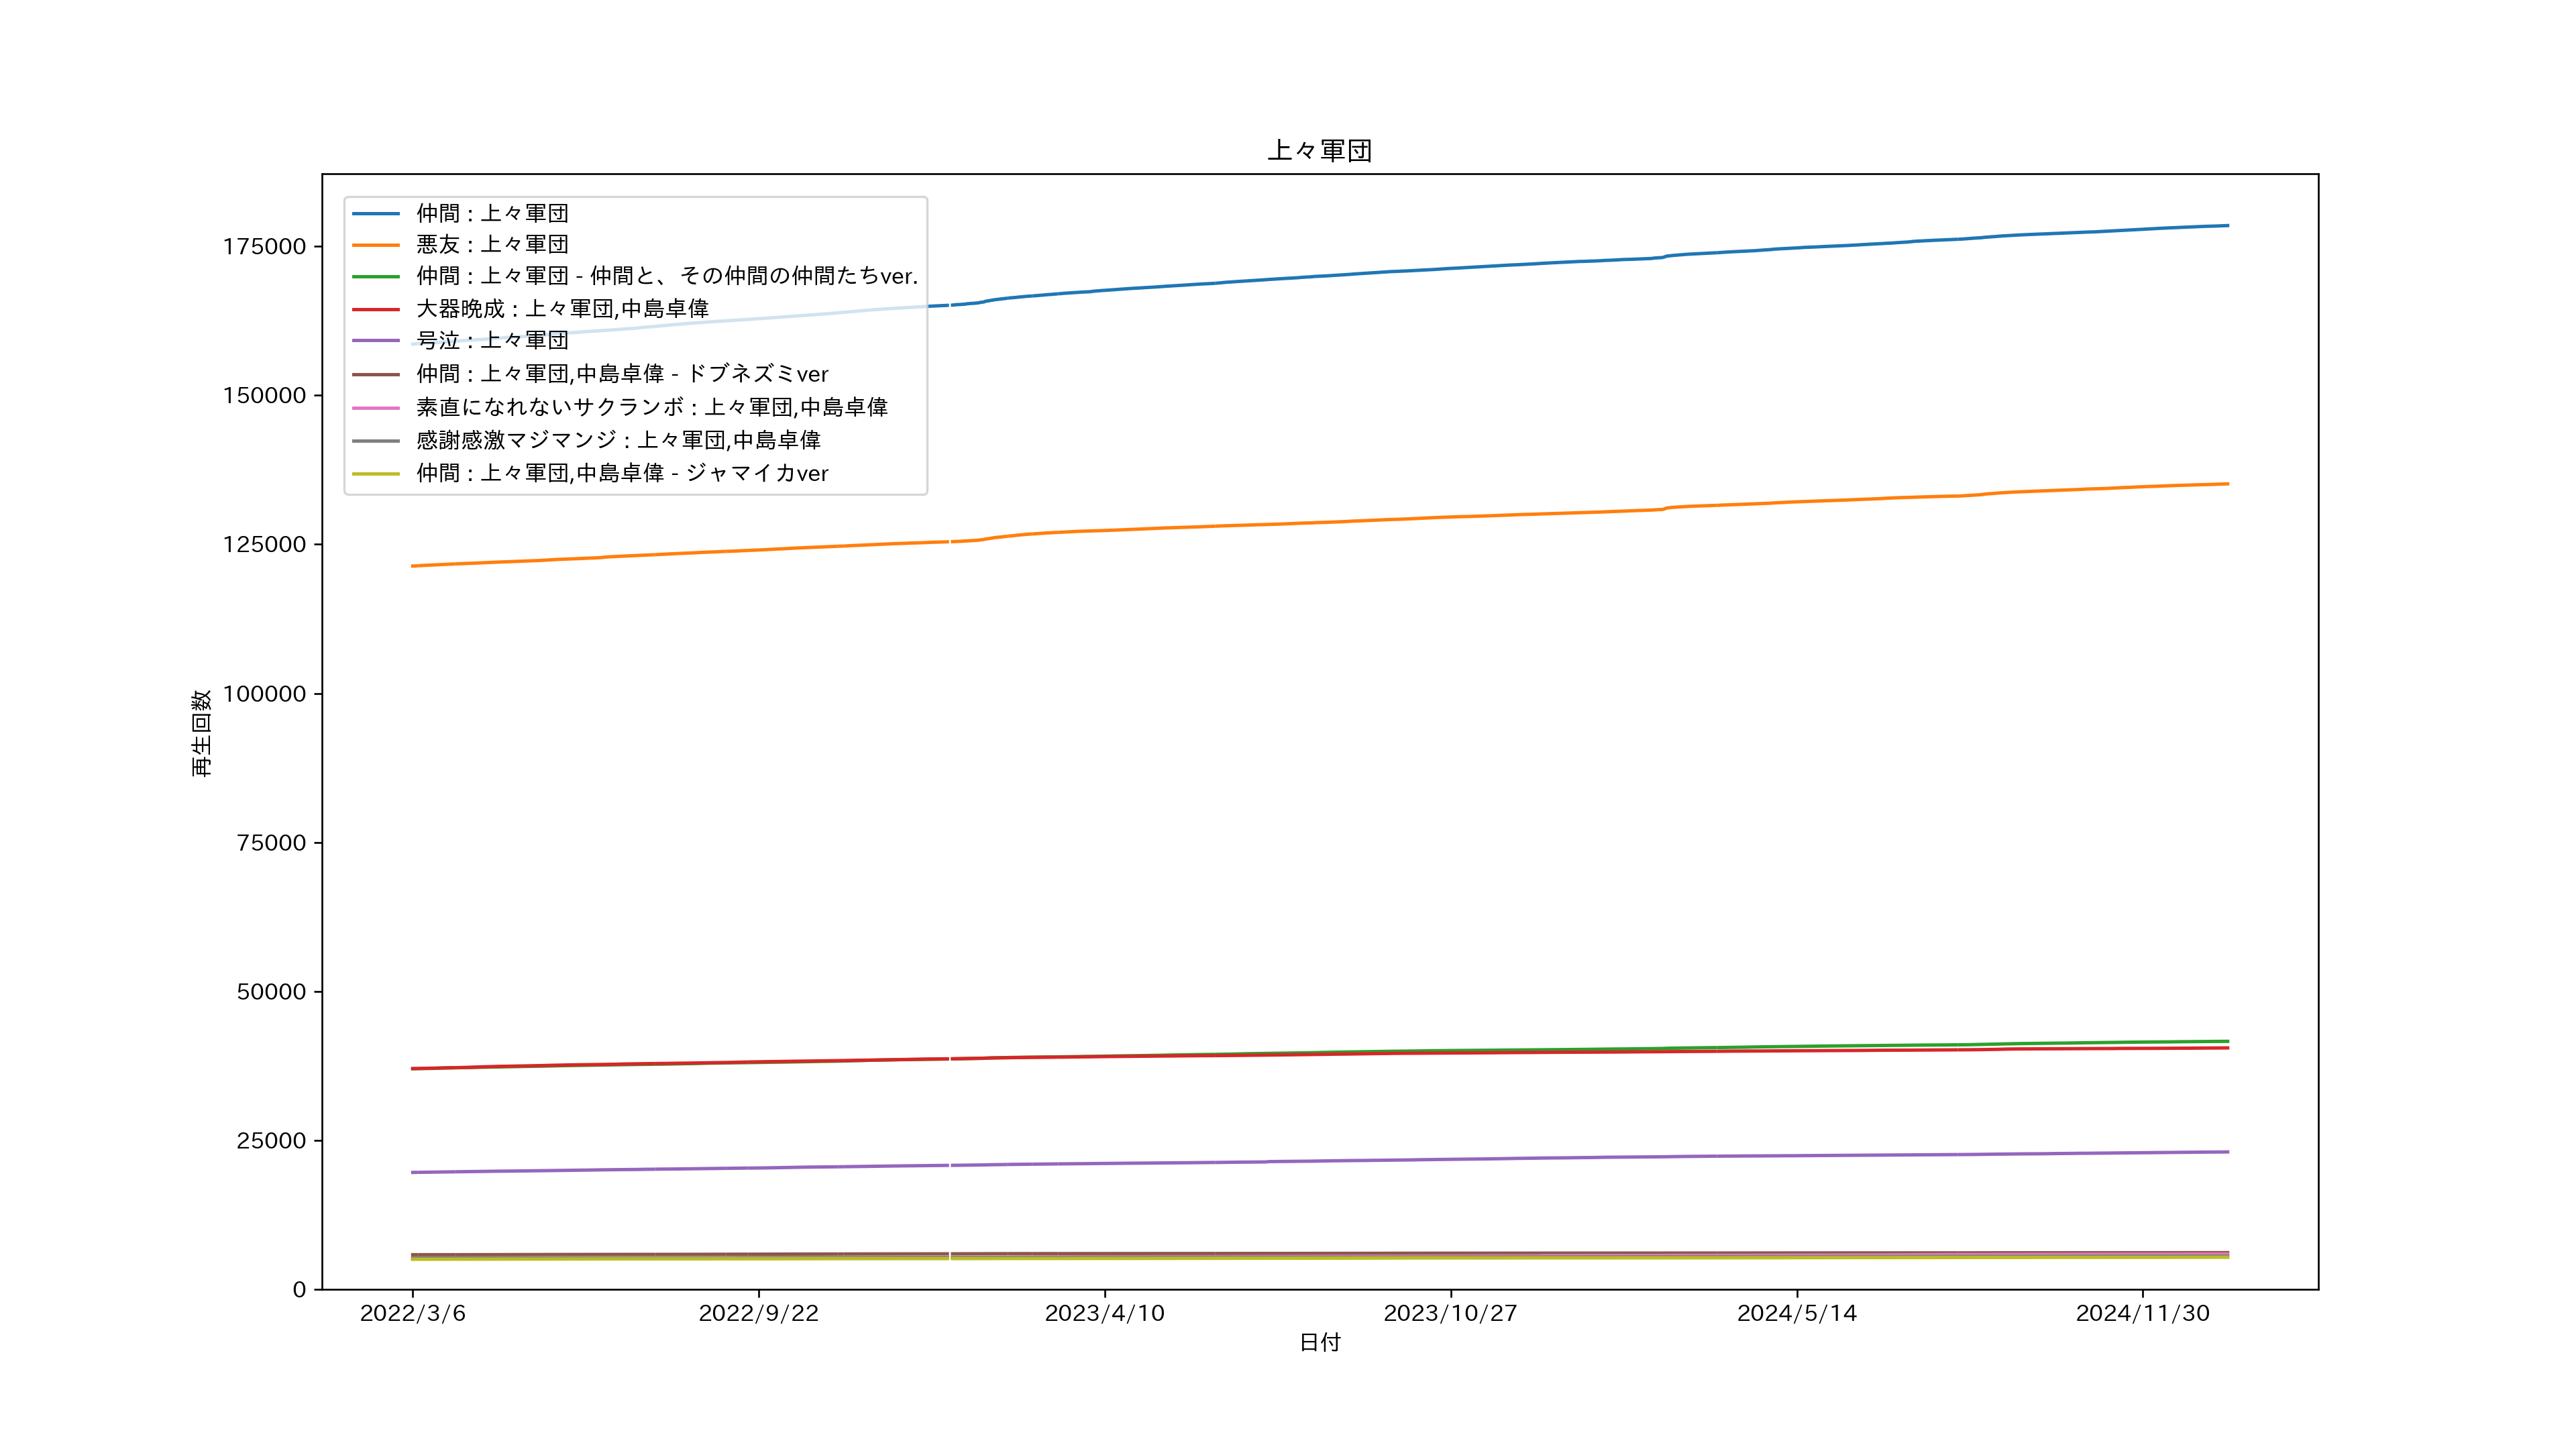 上々軍団
仲間 : 上々軍団
悪友 : 上々軍団
仲間 : 上々軍団 - 仲間と、その仲間の仲間たちver.
大器晩成 : 上々軍団,中島卓偉
号泣 : 上々軍団
仲間 : 上々軍団,中島卓偉 - ドブネズミver
素直になれないサクランボ : 上々軍団,中島卓偉
感謝感激マジマンジ : 上々軍団,中島卓偉
仲間 : 上々軍団,中島卓偉 - ジャマイカver
175000
150000
125000
100000
75000
50000
25000
0
再生回数
2022/3/6
2022/9/22
2023/4/10
2023/10/27
2024/5/14
2024/11/30
日付